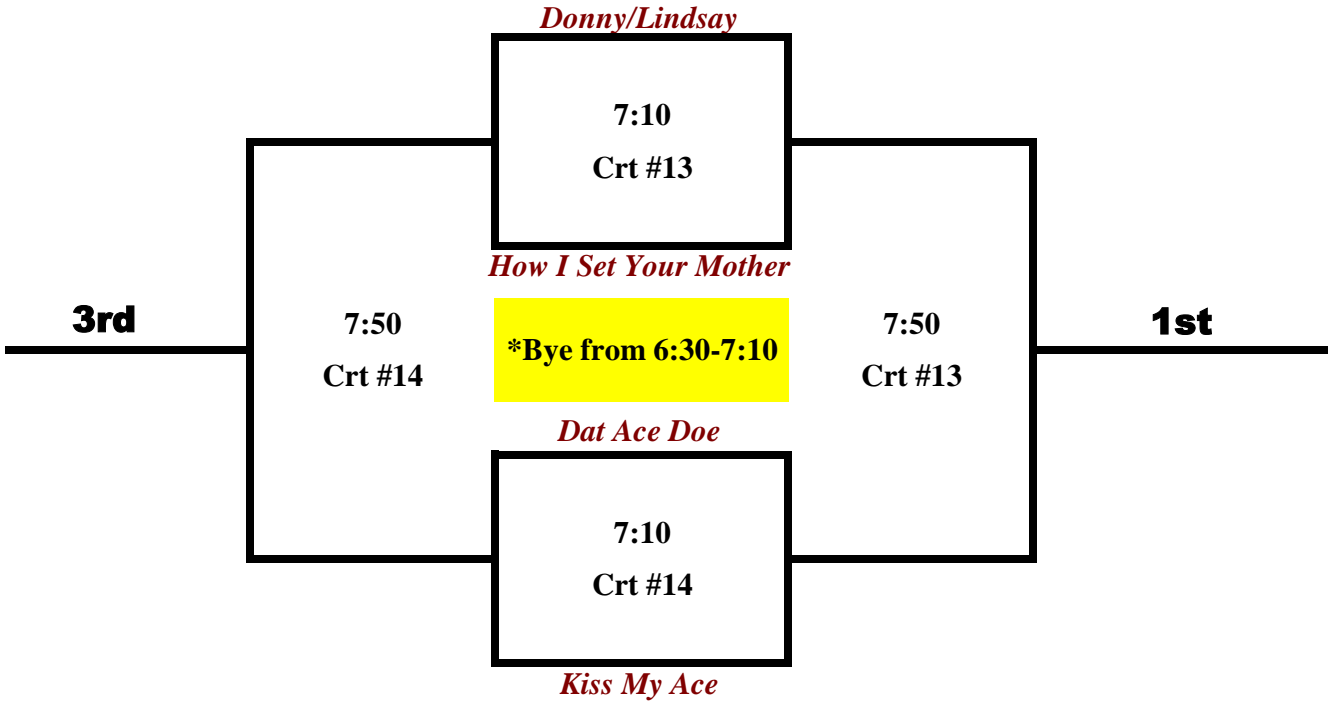 Donny/Lindsay
7:10
Crt #13
How I Set Your Mother
3rd
7:50
Crt #14
*Bye from 6:30-7:10
7:50
Crt #13
1st
Dat Ace Doe
7:10
Crt #14
Kiss My Ace